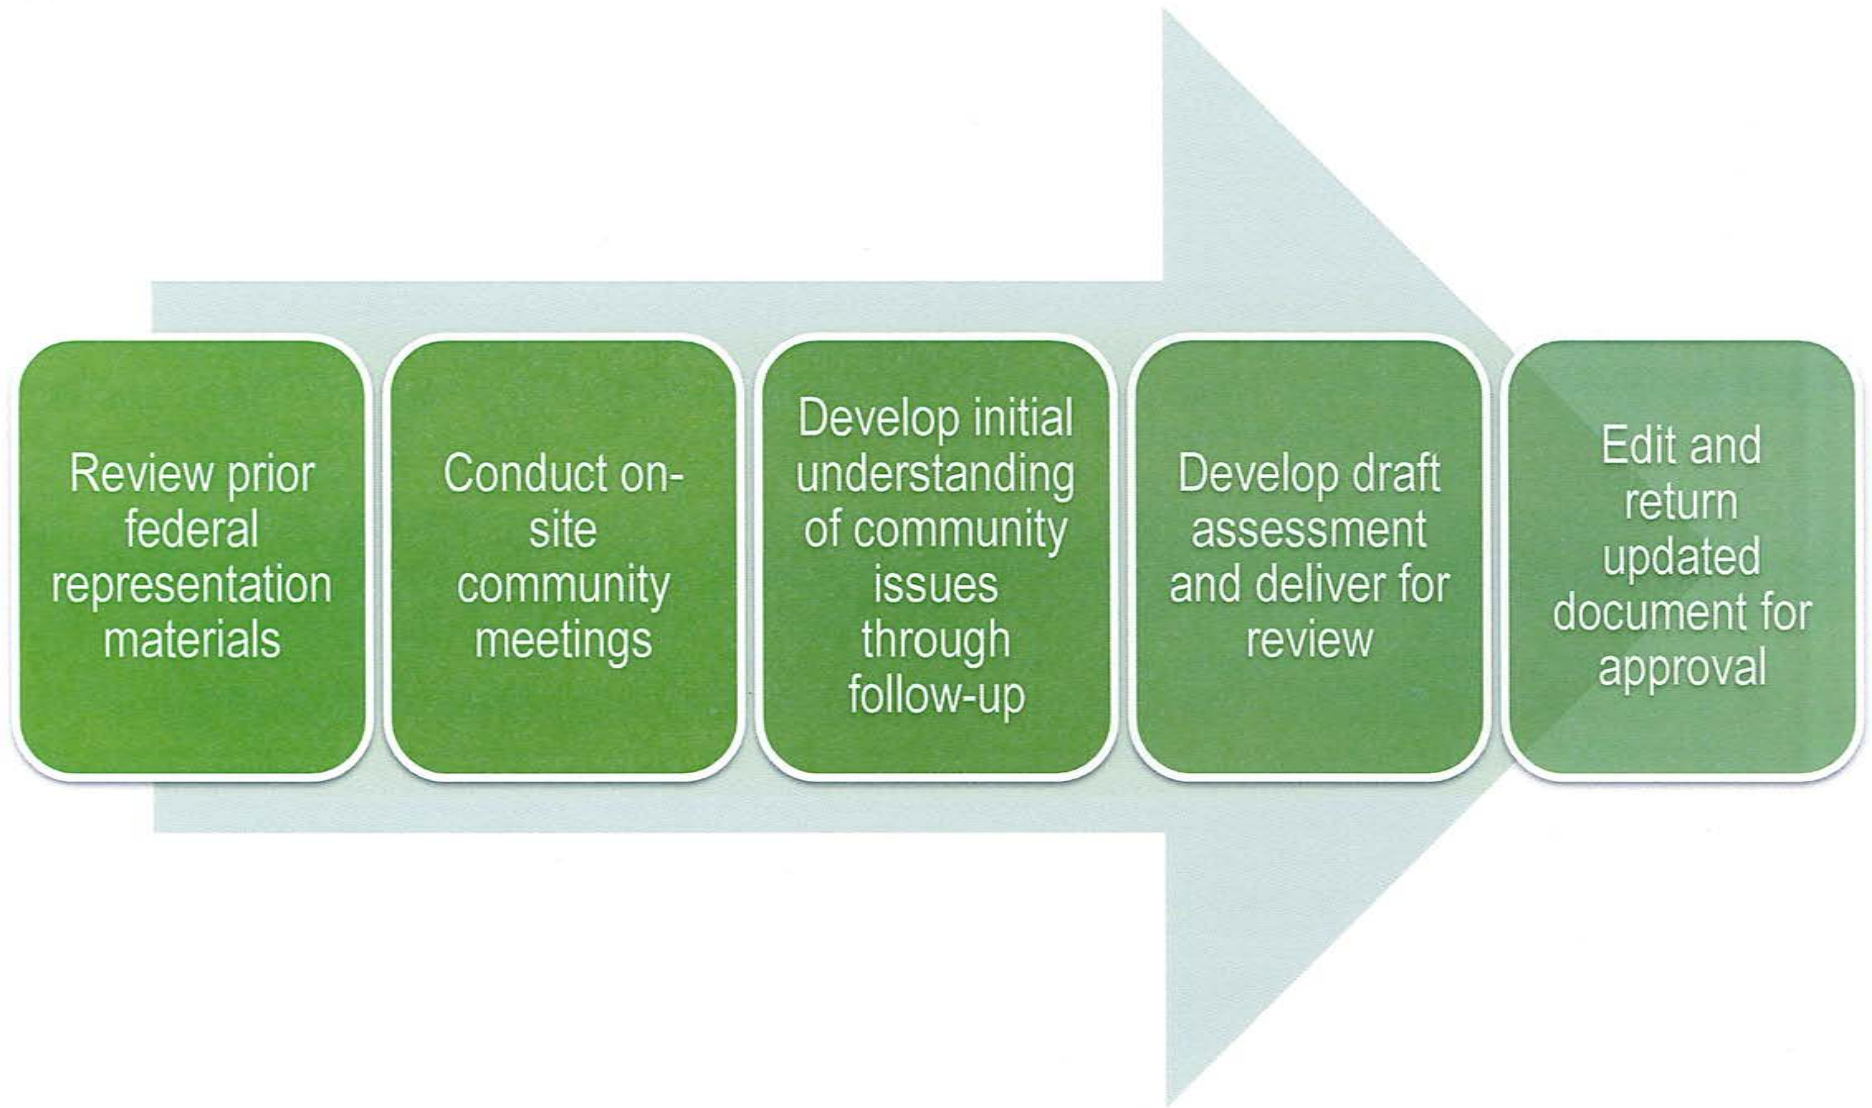 Review prior
federal
representation
materials
Conduct on-
site
community
meetings
Develop initial
understanding
of community
issues
through
follow-up
Develop draft
assessment
and deliver for
review
Edit and
return
updated
document for
approval